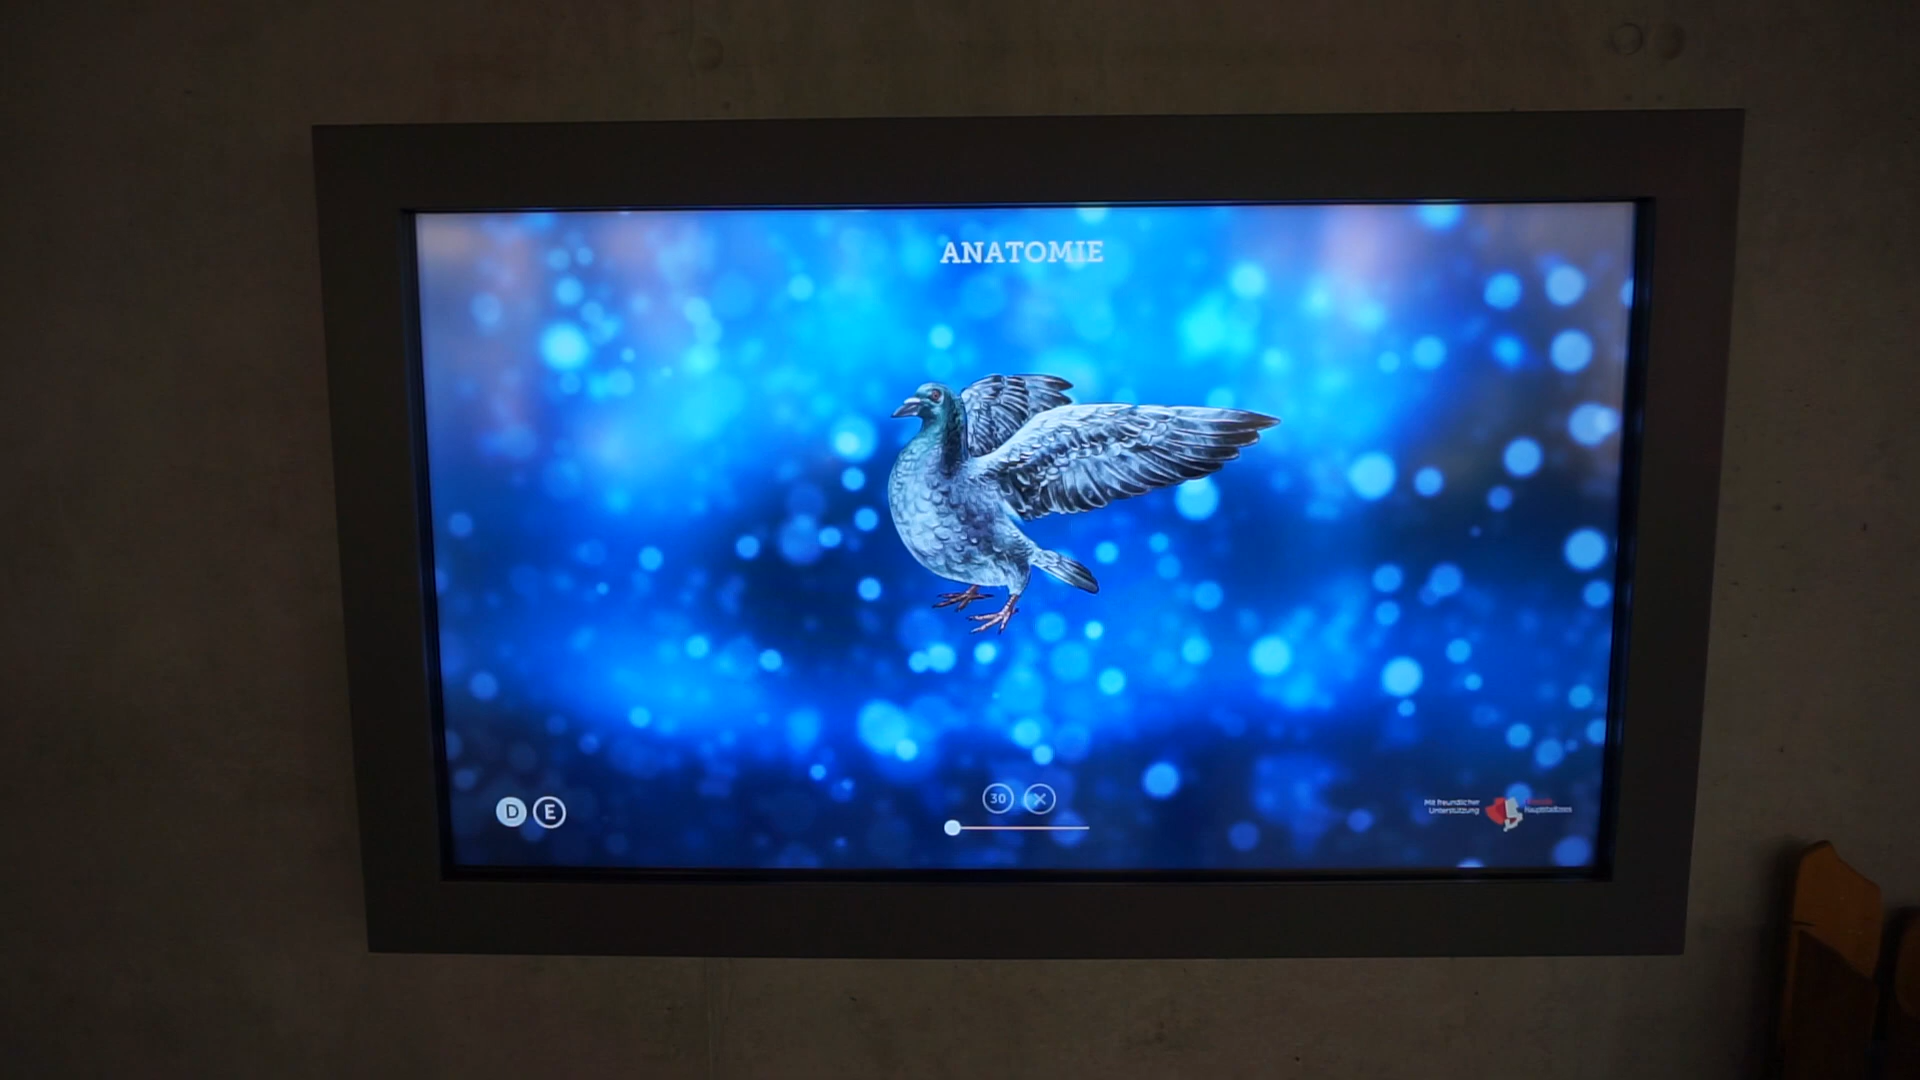 ANATOMIE
30
D E
Mit freundlicher
Unterstützung